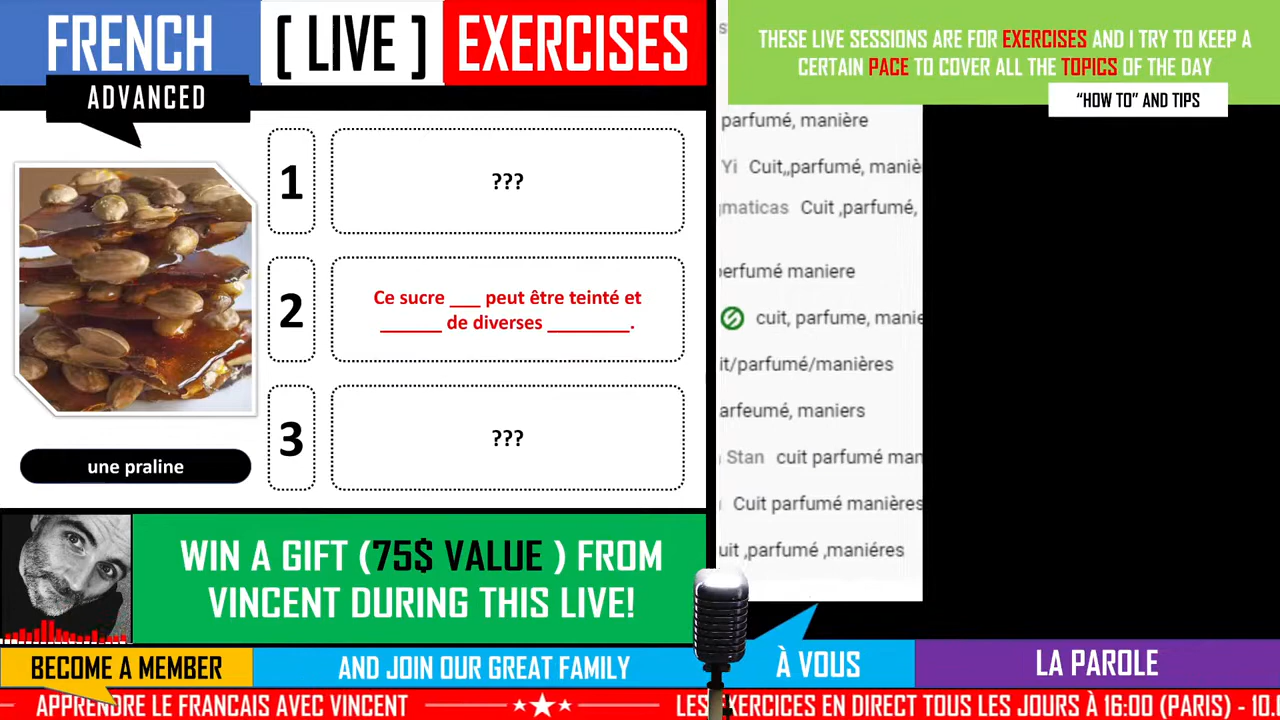 FRENCH
[ LIVE ]
EXERCISES
ADVANCED
THESE LIVE SESSIONS ARE FOR EXERCISES AND I TRY TO KEEP A
CERTAIN PACE TO COVER ALL THE TOPICS OF THE DAY
“HOW TO” AND TIPS
1
???
2
Ce sucre ___ peut être teinté et
______ de diverses ________.
3
???
une praline
parfumé, manière
Yi Cuit,,parfumé, maniè
gmaticas Cuit ,parfumé,
erfumé maniere
cuit, parfume, manie
it/parfumé/manières
arfeumé, maniers
Stan cuit parfumé man
Cuit parfumé manières
uit ,parfumé ,maniéres
WIN A GIFT (75$ VALUE ) FROM
VINCENT DURING THIS LIVE!
BECOME A MEMBER
AND JOIN OUR GREAT FAMILY
À VOUS
LA PAROLE
APPRENDRE LE FRANCAIS AVEC VINCENT
LES EXERCICES EN DIRECT TOUS LES JOURS À 16:00 (PARIS) - 10.